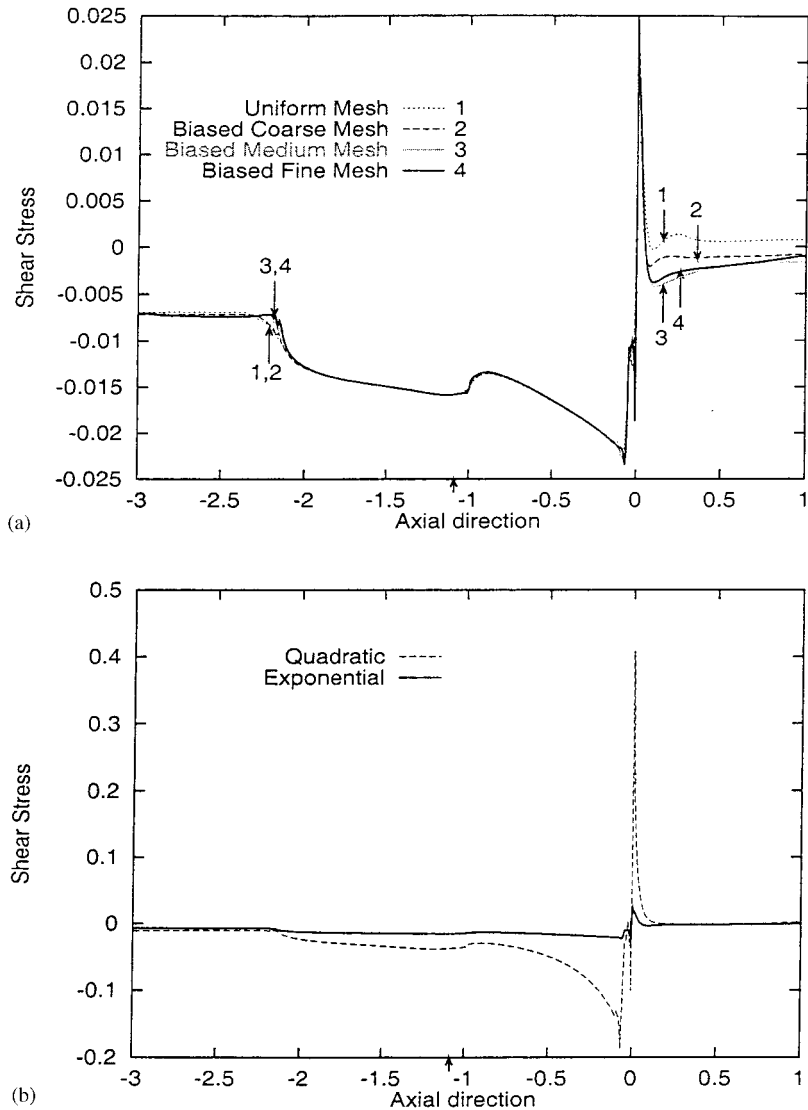 0.025
0.02
0.015
0.01
0.005
0
-0.005
-0.01
-0.015
-0.02
-0.025
Shear Stress
Uniform Mesh 1
Biased Coarse Mesh 2
Biased Medium Mesh 3
Biased Fine Mesh 4
3,4
1,2
1
2
3
4
-3 -2.5 -2 -1.5 -1 -0.5 0 0.5 1
Axial direction
(a)
0.5
0.4
0.3
0.2
0.1
0
-0.1
-0.2
Shear Stress
Quadratic
Exponential
-3 -2.5 -2 -1.5 -1 -0.5 0 0.5 1
Axial direction
(b)